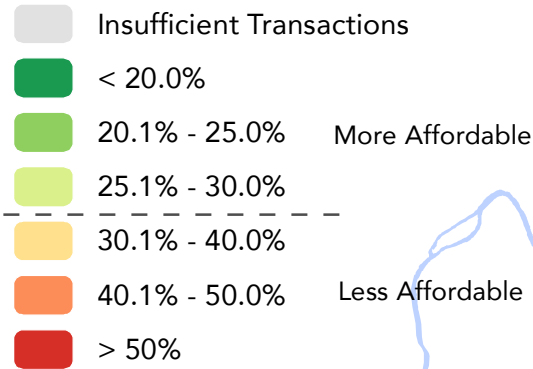 Insufficient Transactions
< 20.0%
20.1% - 25.0%
More Affordable
25.1% - 30.0%
30.1% - 40.0%
40.1% - 50.0%
Less Affordable
> 50%